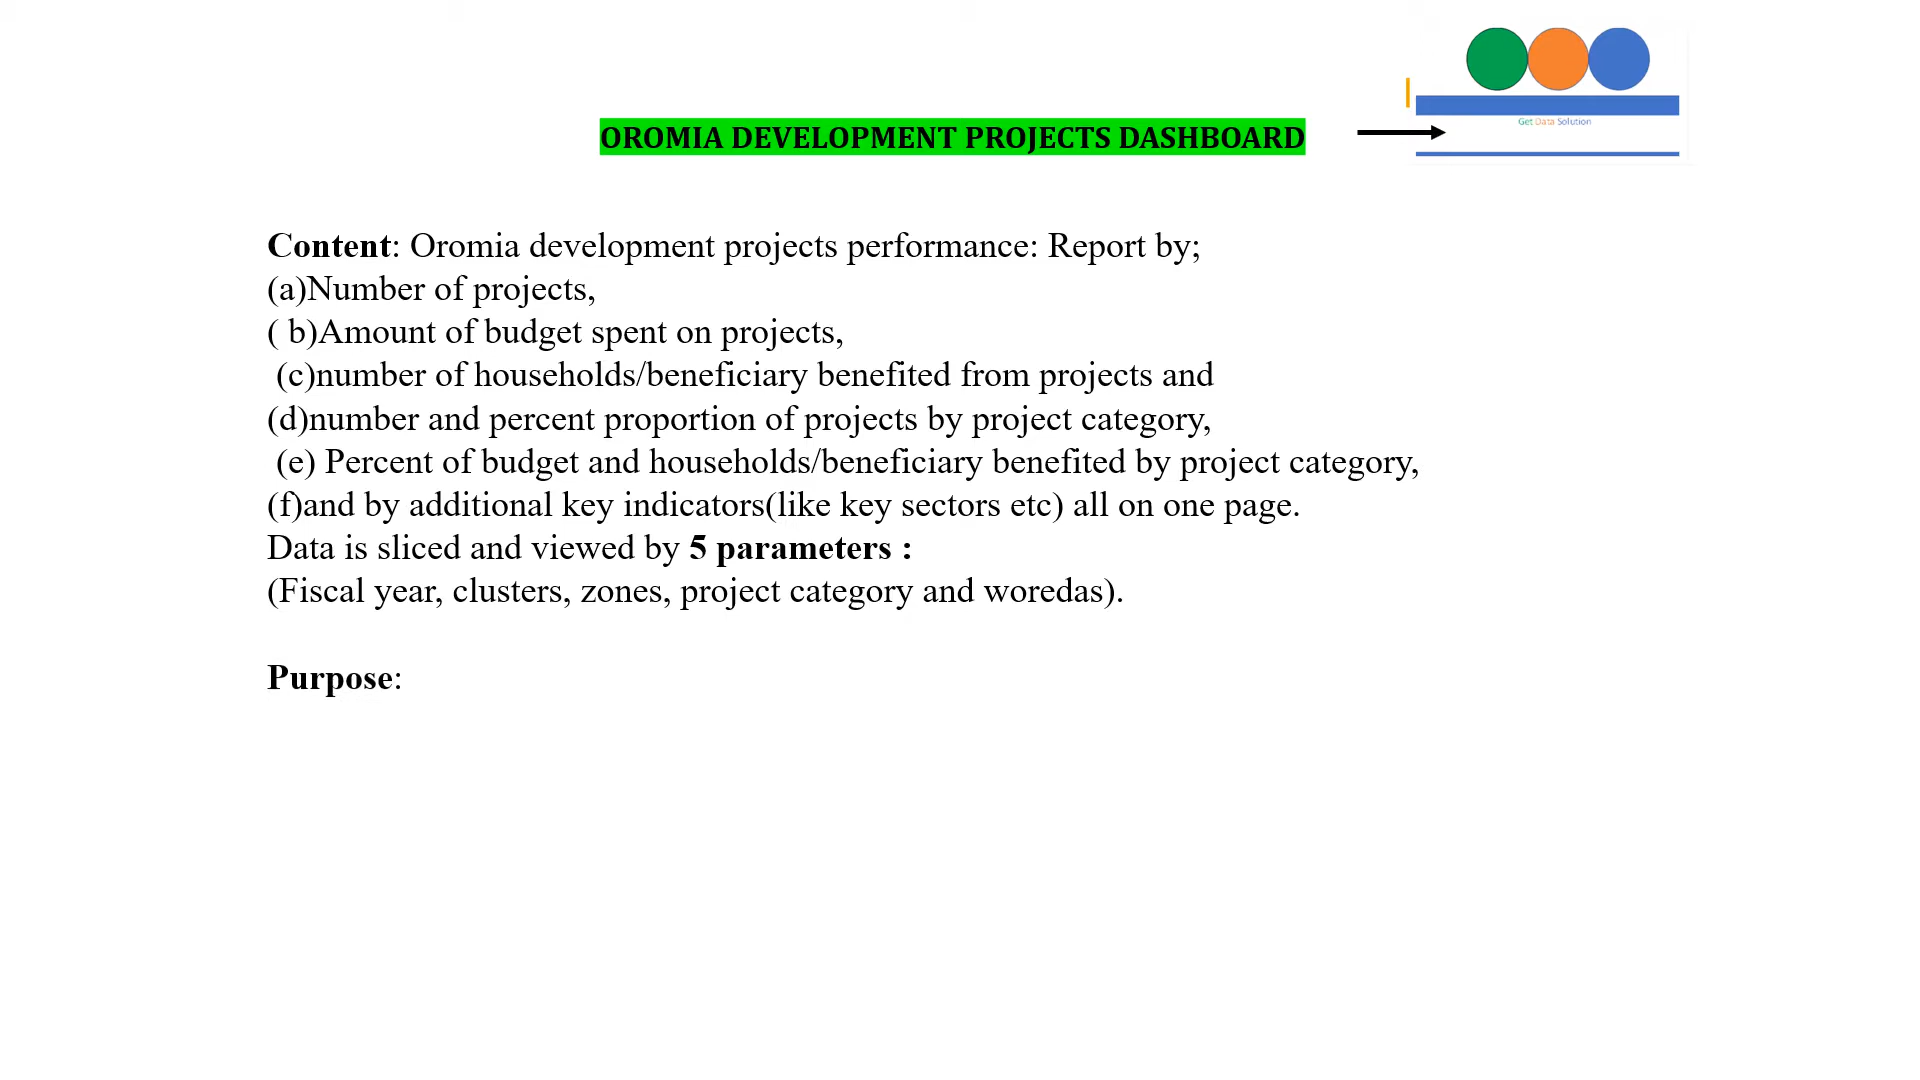 Get Data Solution
OROMIA DEVELOPMENT PROJECTS DASHBOARD
Content: Oromia development projects performance: Report by;
(a)Number of projects,
( b)Amount of budget spent on projects,
(c)number of households/beneficiary benefited from projects and
(d)number and percent proportion of projects by project category,
(e) Percent of budget and households/beneficiary benefited by project category,
(f)and by additional key indicators(like key sectors etc) all on one page.
Data is sliced and viewed by 5 parameters :
(Fiscal year, clusters, zones, project category and woredas).
Purpose: